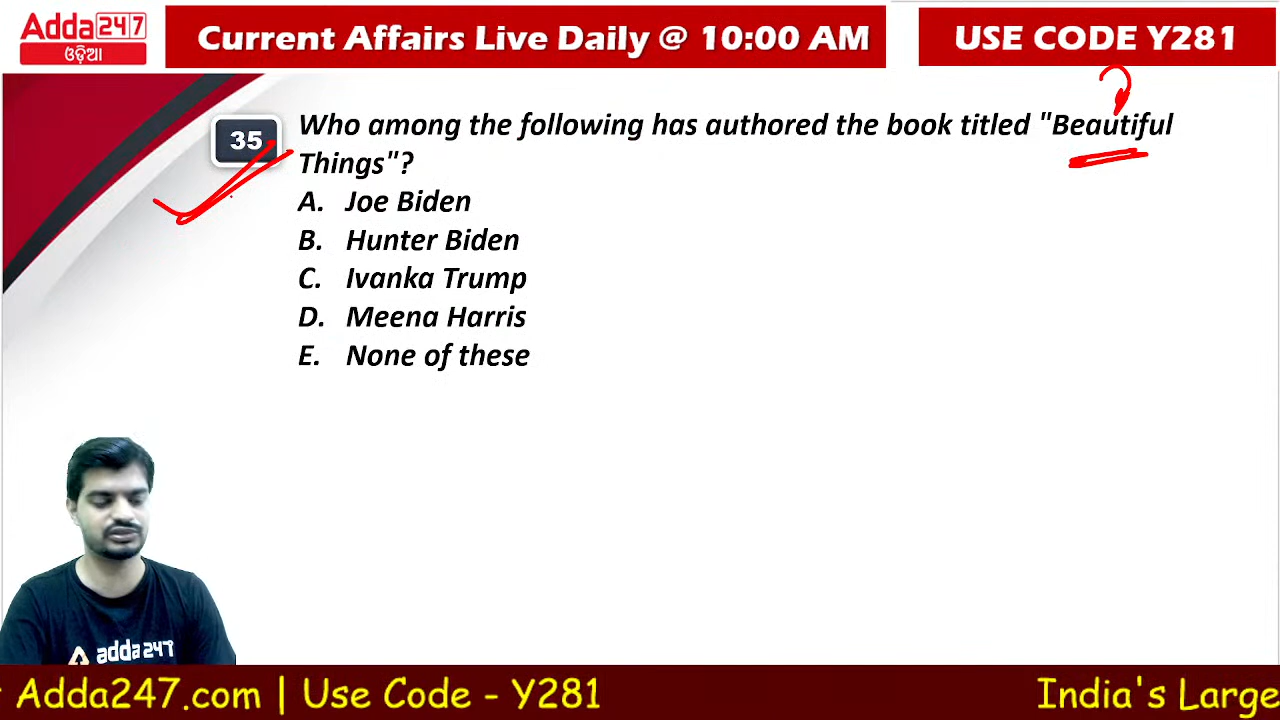 Adda247
ଓଡ଼ିଆ
Current Affairs Live Daily @ 10:00 AM
USE CODE Y281
35
Who among the following has authored the book titled "Beautiful
Things"?
A. Joe Biden
B. Hunter Biden
C. Ivanka Trump
D. Meena Harris
E. None of these
adda247
Adda247.com | Use Code - Y281
India's Large